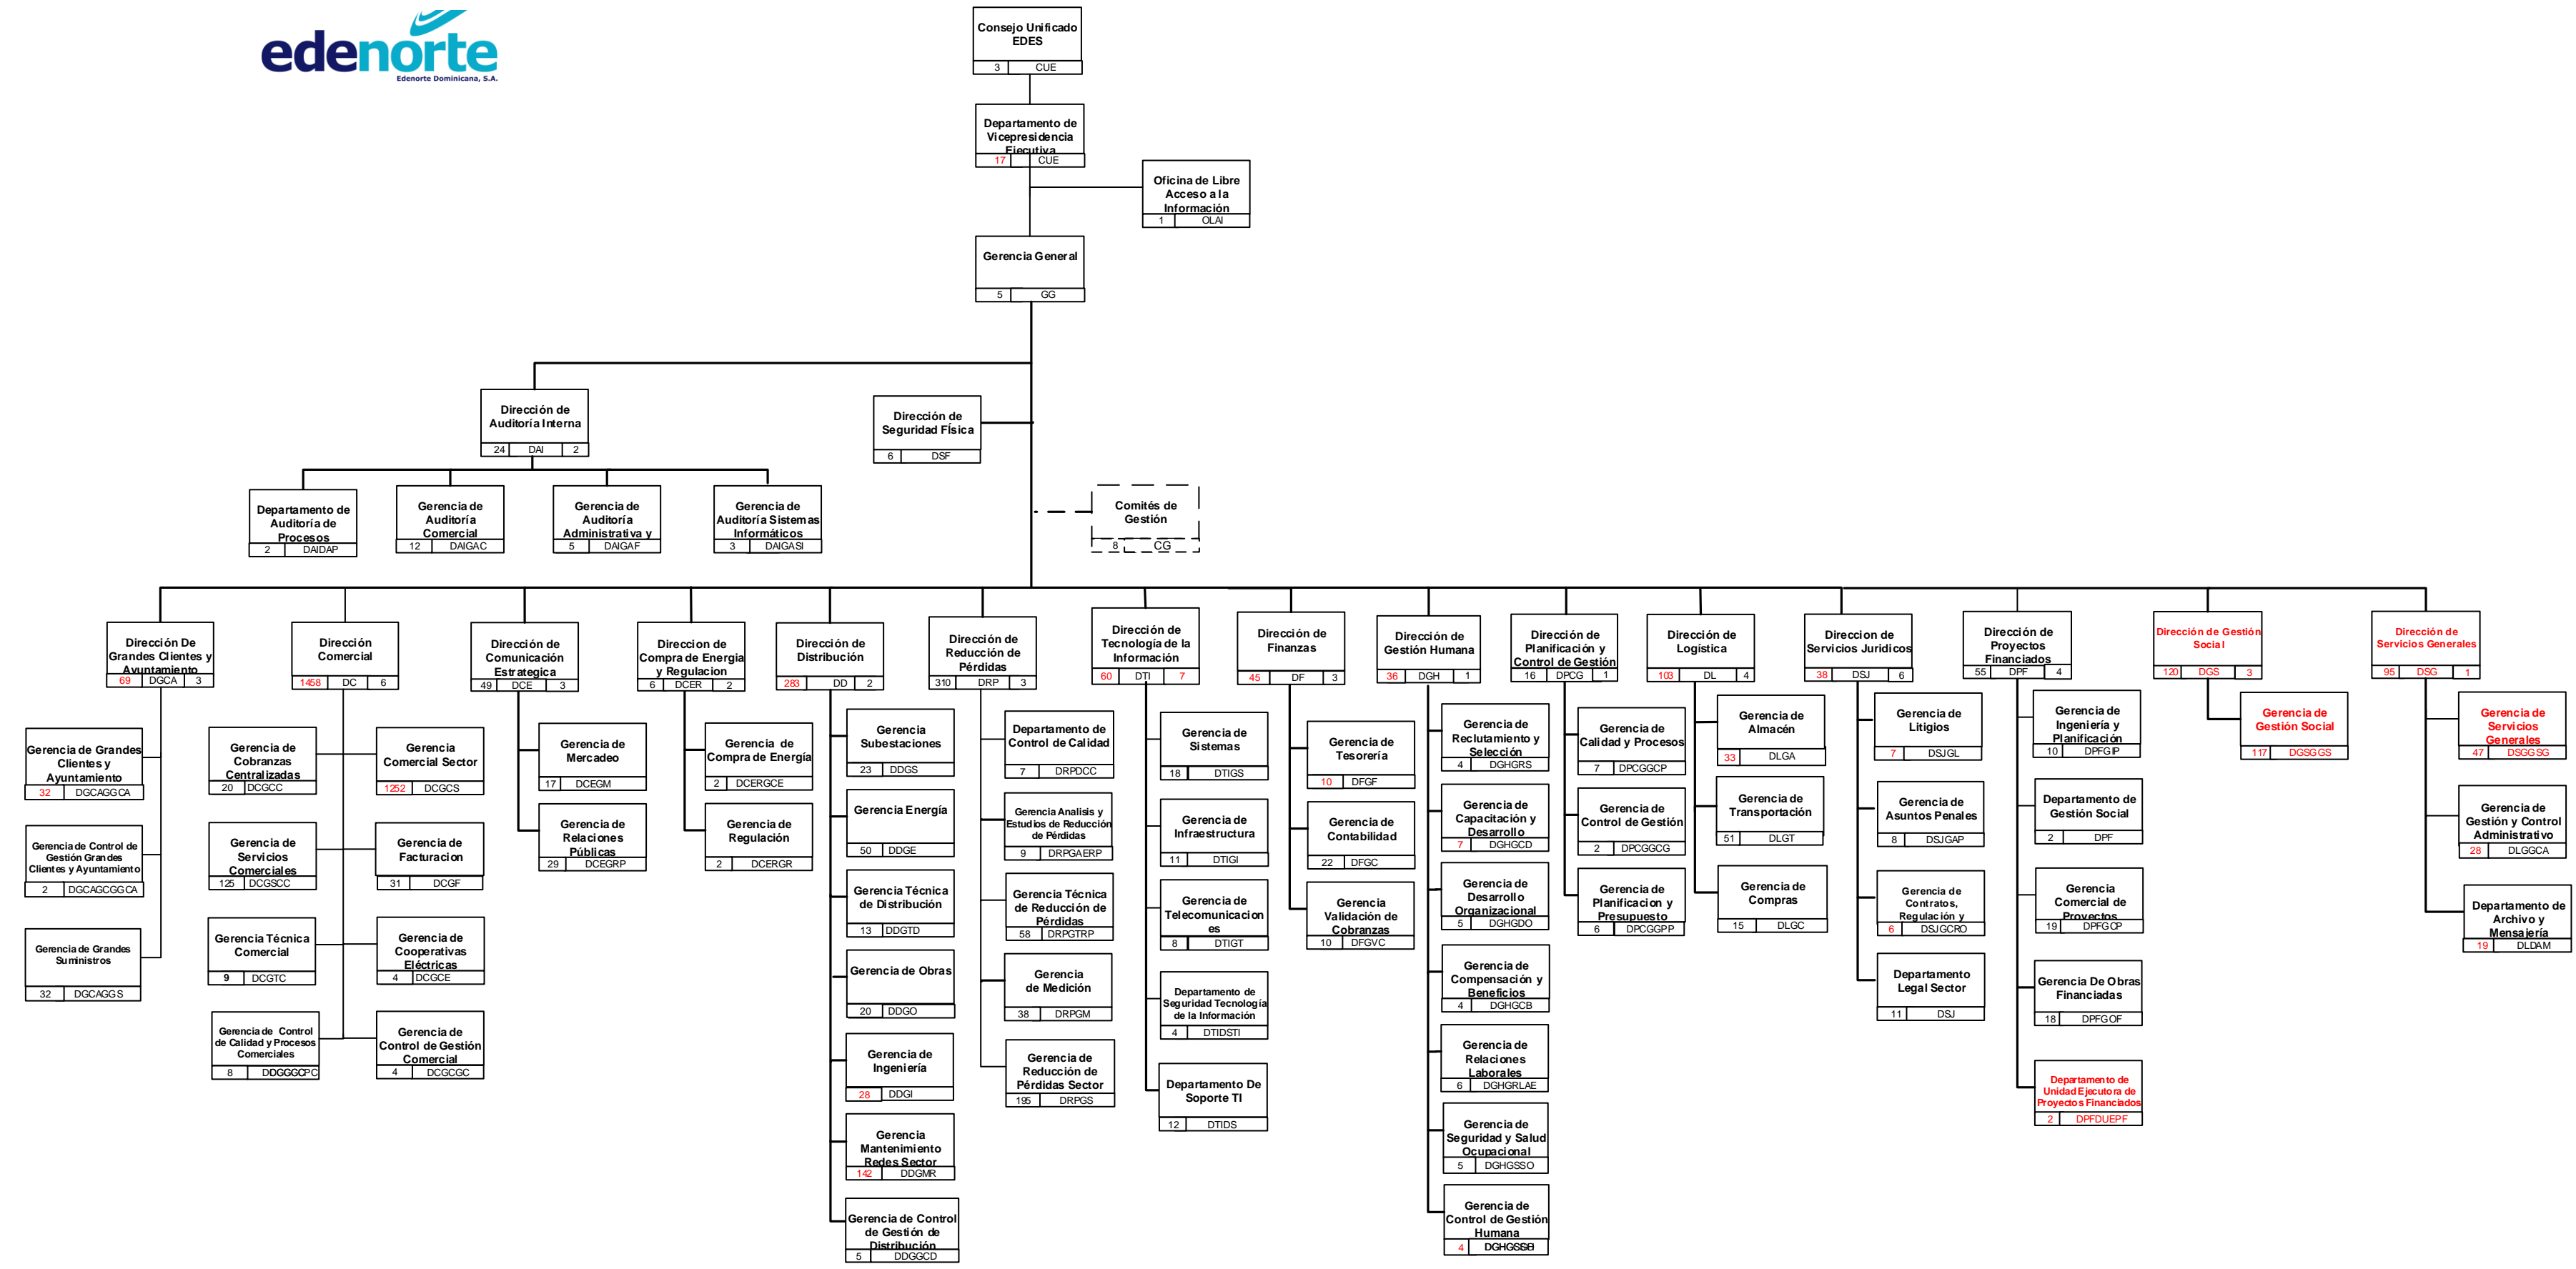 edenorte
Edenorte Dominicana, S.A.
Consejo Unificado
EDES
3 CUE
Departamento de
Vicepresidencia
Ejecutiva
17 CUE
Oficina de Libre
Acceso a la
Información
1 OLAI
Gerencia General
5 GG
Dirección de
Auditoría Interna
24 DAI 2
Dirección de
Seguridad FÍsica
6 DSF
Departamento de
Auditoría de
Procesos
2 DAIDAP
Gerencia de
Auditoría
Comercial
12 DAIGAC
Gerencia de
Auditoría
Administrativa y
5 DAIGAF
Gerencia de
Auditoría Sistemas
Informáticos
3 DAIGASI
Comités de
Gestión
8 CG
Dirección De
Grandes Clientes y
Ayuntamiento
69 DGCA 3
Gerencia de Grandes
Clientes y
Ayuntamiento
32 DGCAGGCA
Gerencia de Control de
Gestión Grandes
Clientes y Ayuntamiento
2 DGCAGCGGCA
Gerencia de Grandes
Suministros
32 DGCAGGS
Dirección
Comercial
1458 DC 6
Gerencia de
Cobranzas
Centralizadas
20 DCGCC
Gerencia
Comercial Sector
1252 DCGCS
Gerencia de
Servicios
Comerciales
125 DCGSCC
Gerencia de
Facturacion
31 DCGF
Gerencia Técnica
Comercial
9 DCGTC
Gerencia de
Cooperativas
Eléctricas
4 DCGCE
Gerencia de Control
de Calidad y Procesos
Comerciales
8
Gerencia de
Control de Gestión
Comercial
4 DCGCGC
Dirección de
Comunicación
Estrategica
49 DCE 3
Gerencia de
Mercadeo
17 DCEGM
Gerencia de
Relaciones
Públicas
29 DCEGRP
Direccion de
Compra de Energia
y Regulacion
6 DCER 2
Gerencia de
Compra de Energía
2 DCERGCE
Gerencia de
Regulación
2 DCERGR
Dirección de
Distribución
283 DD 2
Gerencia
Subestaciones
23 DDGS
Gerencia Energía
50 DDGE
Gerencia Técnica
de Distribución
13 DDGTD
Gerencia de Obras
20 DDGO
Gerencia de
Ingeniería
28 DDGI
Gerencia
Mantenimiento
Redes Sector
142 DDGMR
Gerencia de Control
de Gestión de
Distribución
5 DDGGCD
Dirección de
Reducción de
Pérdidas
310 DRP 3
Departamento de
Control de Calidad
7 DRPDCC
Gerencia Analisis y
Estudios de Reducción
de Pérdidas
9 DRPGAERP
Gerencia Técnica
de Reducción de
Pérdidas
58 DRPGTRP
Gerencia
de Medición
38 DRPGM
Gerencia de
Reducción de
Pérdidas Sector
195 DRPGS
Dirección de
Tecnología de la
Información
60 DTI 7
Gerencia de
Sistemas
18 DTIGS
Gerencia de
Infraestructura
11 DTIGI
Gerencia de
Telecomunicacion
es
8 DTIGT
Departamento de
Seguridad Tecnología
de la Información
4 DTIDSTI
Departamento De
Soporte TI
12 DTIDS
Dirección de
Finanzas
45 DF 3
Gerencia de
Tesorería
10 DFGF
Gerencia de
Contabilidad
22 DFGC
Gerencia
Validación de
Cobranzas
10 DFGVC
Dirección de
Gestión Humana
36 DGH 1
Gerencia de
Reclutamiento y
Selección
4 DGHGRS
Gerencia de
Capacitación y
Desarrollo
7 DGHGCD
Gerencia de
Desarrollo
Organizacional
5 DGHGDO
Gerencia de
Compensación y
Beneficios
4 DGHGCB
Gerencia de
Relaciones
Laborales
6 DGHGRLAE
Gerencia de
Seguridad y Salud
Ocupacional
5 DGHGSSO
Gerencia de
Control de Gestión
Humana
4
Dirección de
Planificación y
Control de Gestión
16 DPCG 1
Gerencia de
Calidad y Procesos
7 DPCGGCP
Gerencia de
Control de Gestión
2 DPCGGCG
Gerencia de
Planificacion y
Presupuesto
6 DPCGGPP
Dirección de
Logística
103 DL 4
Gerencia de
Almacén
33 DLGA
Gerencia de
Transportación
51 DLGT
Gerencia de
Compras
15 DLGC
Direccion de
Servicios Juridicos
38 DSJ 6
Gerencia de
Litigios
7 DSJGL
Gerencia de
Asuntos Penales
8 DSJGAP
Gerencia de
Contratos,
Regulación y
6 DSJGCRO
Departamento
Legal Sector
11 DSJ
Dirección de
Proyectos
Financiados
55 DPF 4
Gerencia de
Ingeniería y
Planificación
10 DPFGIP
Departamento de
Gestión Social
2 DPF
Gerencia
Comercial de
Proyectos
19 DPFGCP
Gerencia De Obras
Financiadas
18 DPFGOF
Departamento de
Unidad Ejecutora de
Proyectos Financiados
2 DPFDUEPF
Dirección de Gestión
Social
120 DGS 3
Gerencia de
Gestión Social
117 DGSGGS
Dirección de
Servicios Generales
95 DSG 1
Gerencia de
Servicios
Generales
47 DSGGSG
Gerencia de
Gestión y Control
Administrativo
28 DLGGCA
Departamento de
Archivo y
Mensajería
19 DLDAM